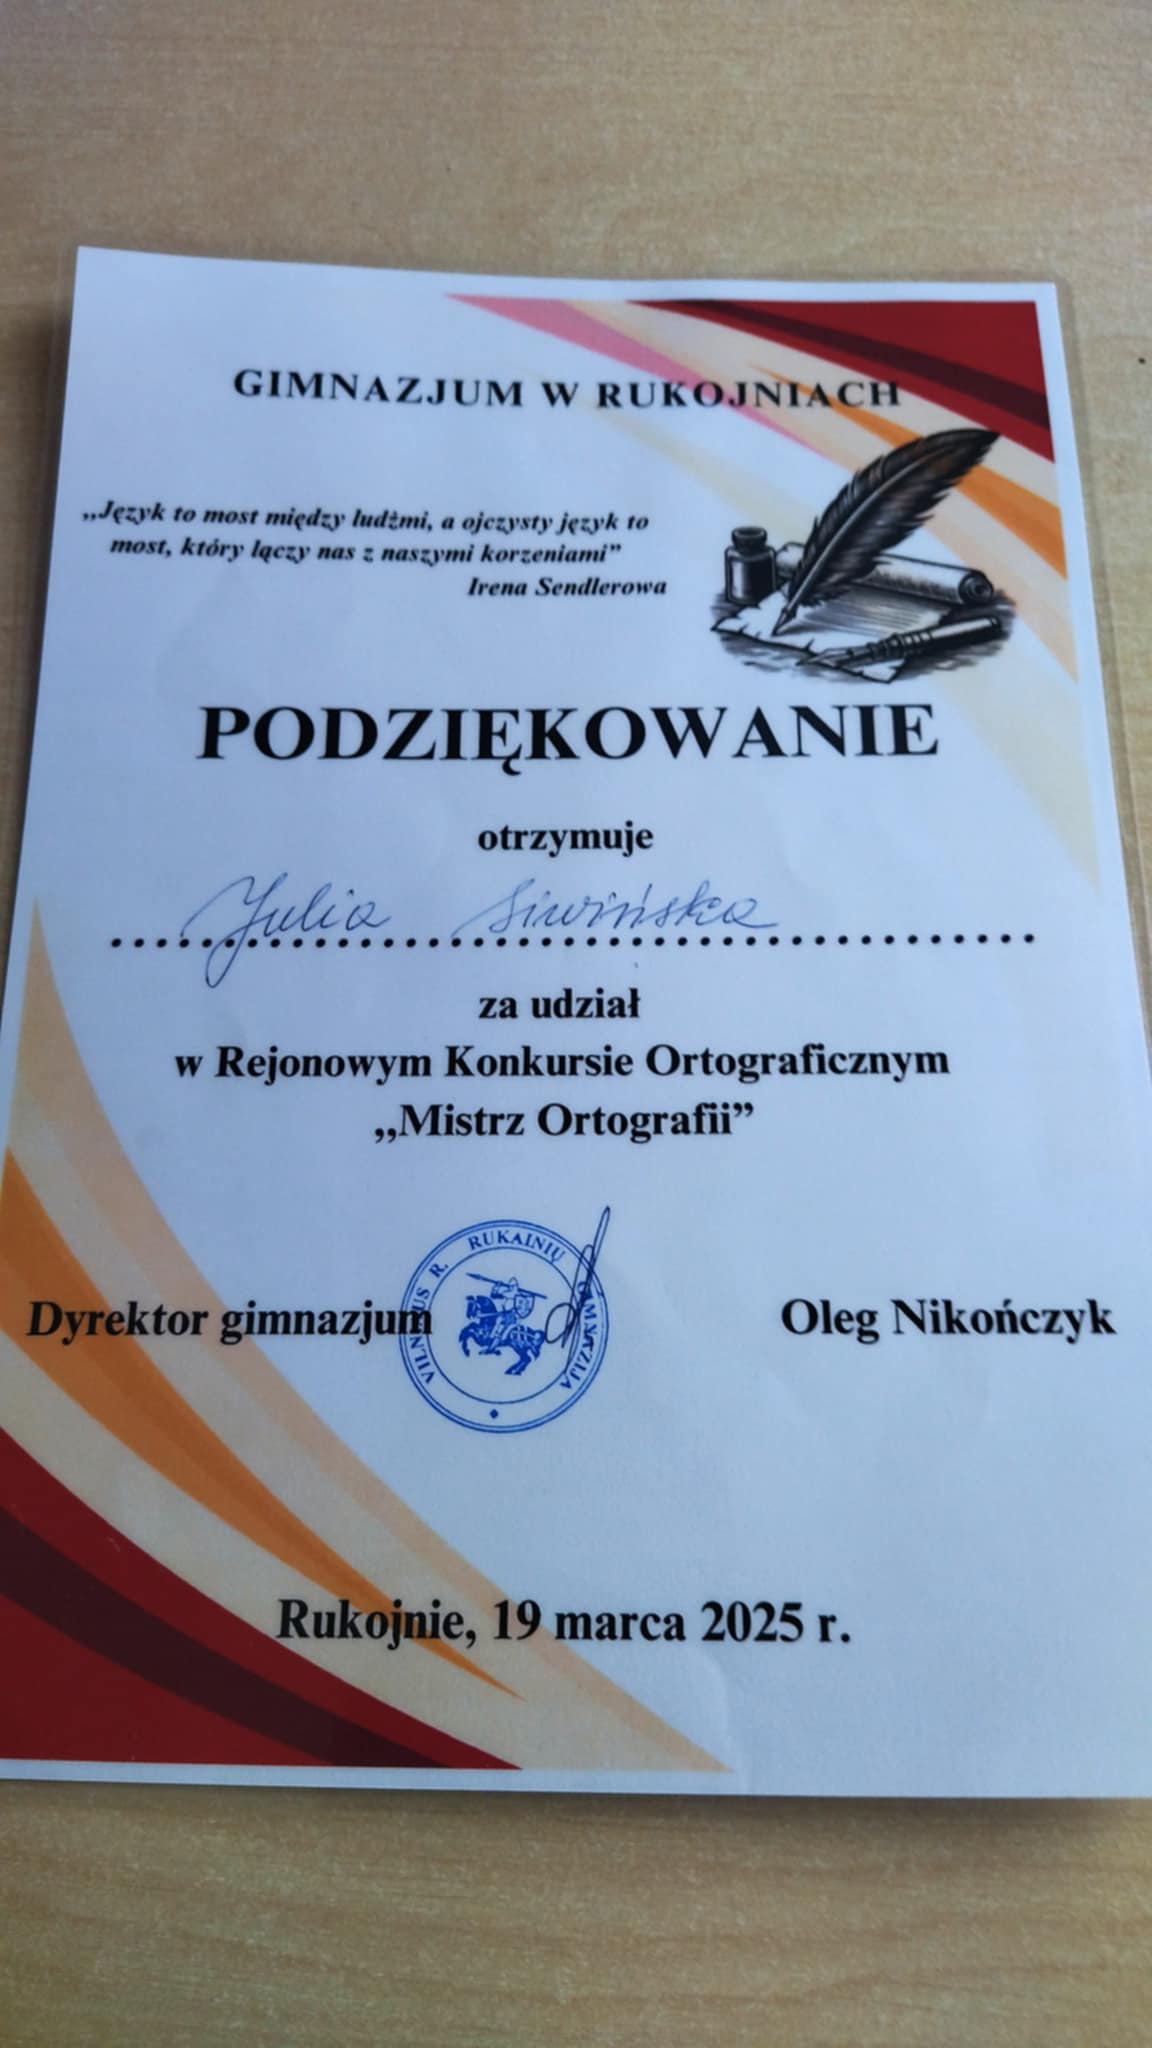 GIMNAZJUM W RUKOJNIACH
„Język to most między ludźmi, a ojczysty język to
most, który łączy nas z naszymi korzeniami”
Irena Sendlerowa
PODZIĘKOWANIE
otrzymuje
Julia Siwińska
za udział
w Rejonowym Konkursie Ortograficznym
„Mistrz Ortografii”
VILNIAUS R. RUKAINIŲ GIMNAZIJA
Dyrektor gimnazjum Oleg Nikończyk
Rukojnie, 19 marca 2025 r.